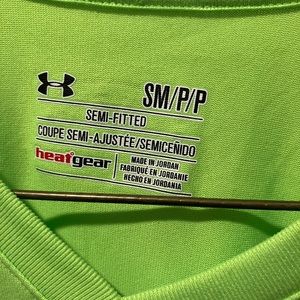 SM/P/P
SEMI-FITTED
COUPE SEMI-AJUSTÉE/SEMICEÑIDO
heatgear
MADE IN JORDAN
FABRIQUÉ EN JORDANIE
HECHO EN JORDANIA